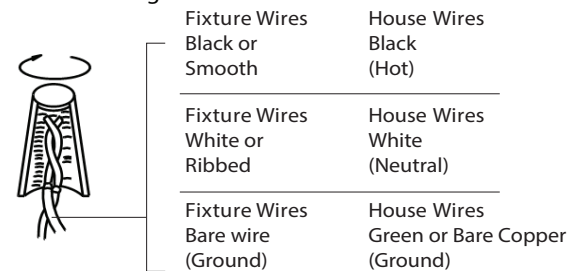 Fixture Wires House Wires
Black or Black
Smooth (Hot)
Fixture Wires House Wires
White or White
Ribbed (Neutral)
Fixture Wires House Wires
Bare wire Green or Bare Copper
(Ground) (Ground)